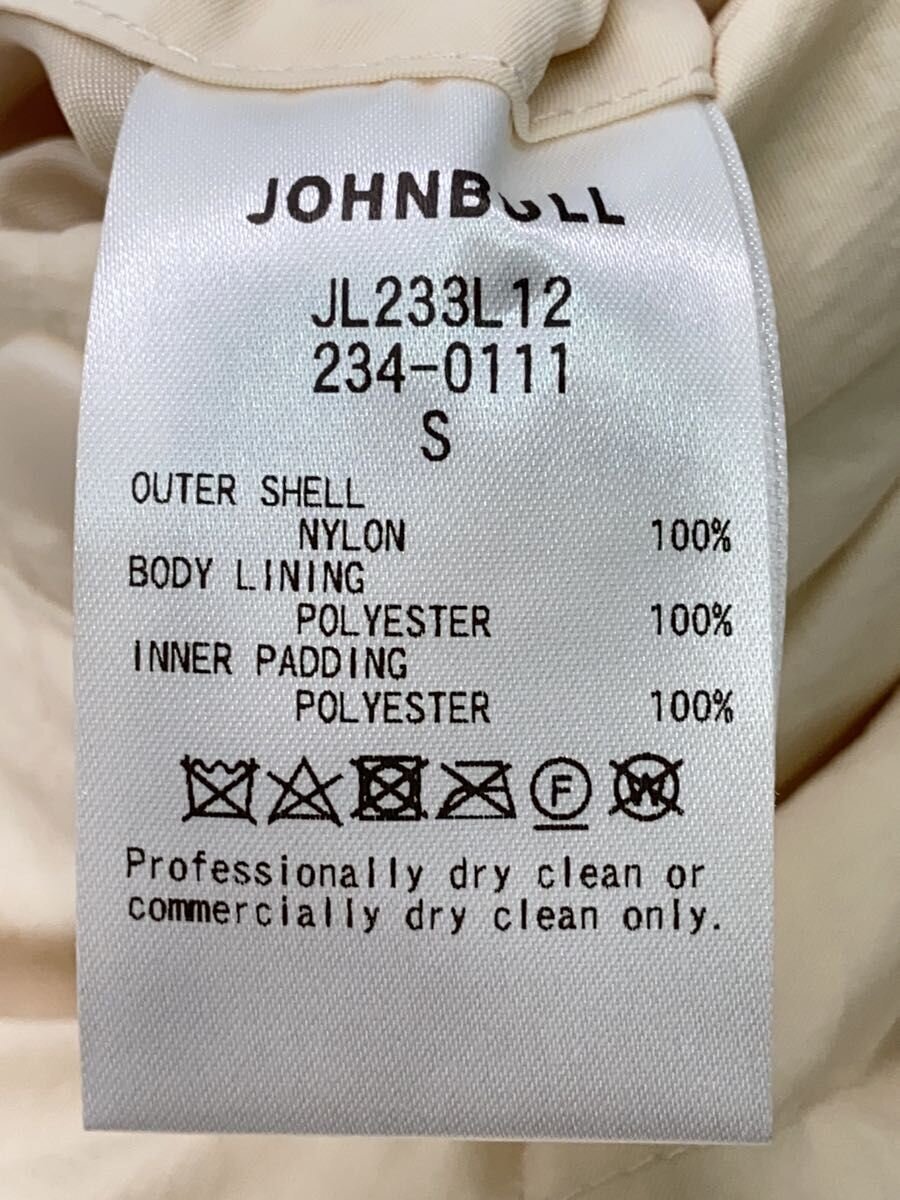 JOHNBULL
JL233L12
234-0111
S
OUTER SHELL
NYLON 100%
BODY LINING
POLYESTER 100%
INNER PADDING
POLYESTER 100%
F W
Professionally dry clean or
commercially dry clean only.